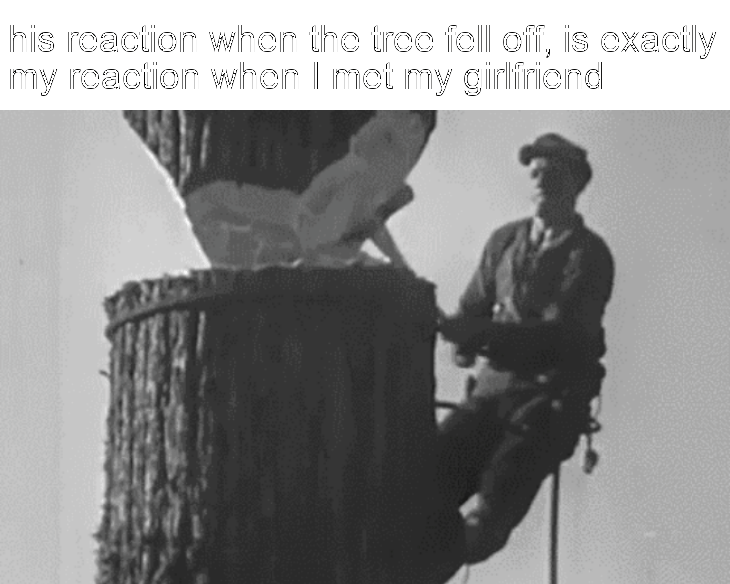 his reaction when the tree fell off, is exactly
my reaction when I met my girlfriend